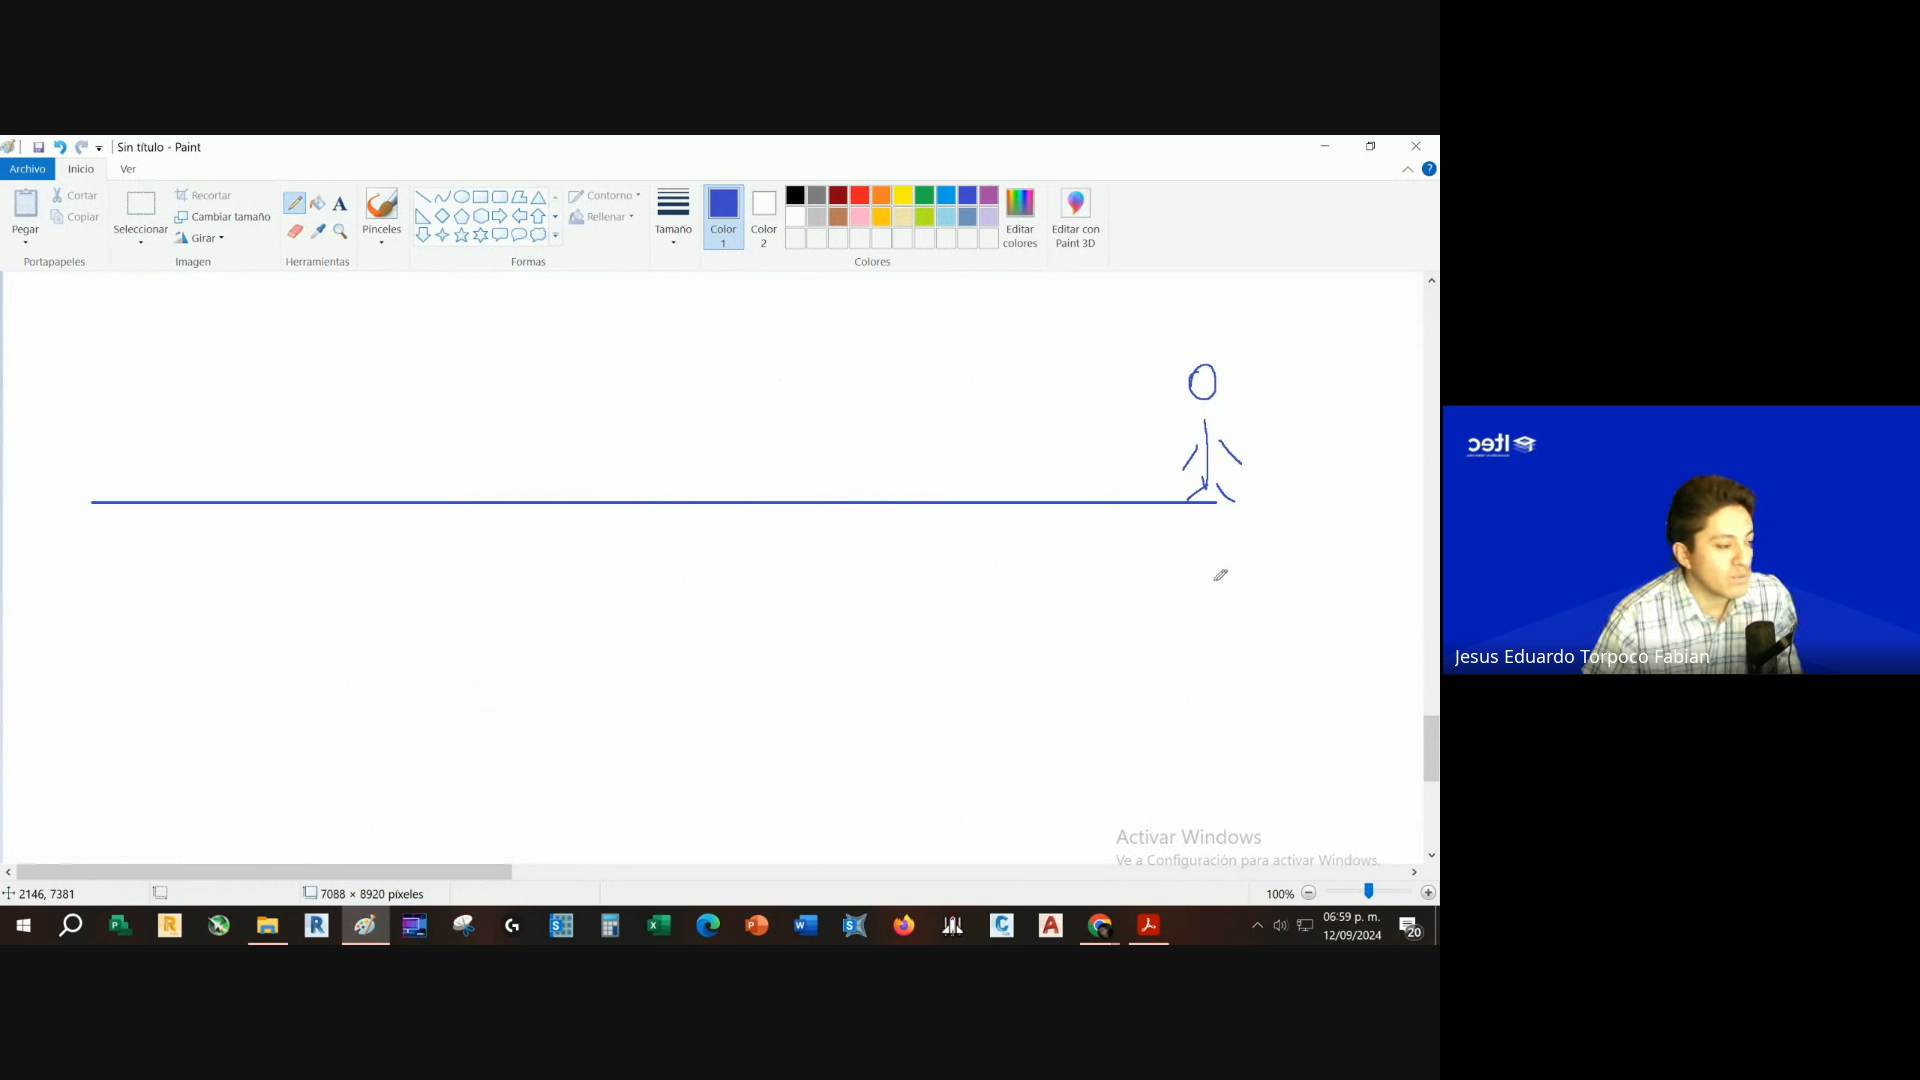 Sin título - Paint
Archivo Inicio Ver
Pegar
Cortar
Copiar
Portapapeles
Seleccionar
Recortar
Cambiar tamaño
Girar
Imagen
A
Herramientas
Pinceles
Formas
Contorno
Rellenar
Tamaño
Color
1
Color
2
Colores
Editar
colores
Editar con
Paint 3D
Itec
Jesus Eduardo Torpoco Fabian
Activar Windows
Ve a Configuración para activar Windows.
2146, 7381
7088 × 8920 píxeles
100%
06:59 p. m.
12/09/2024
20